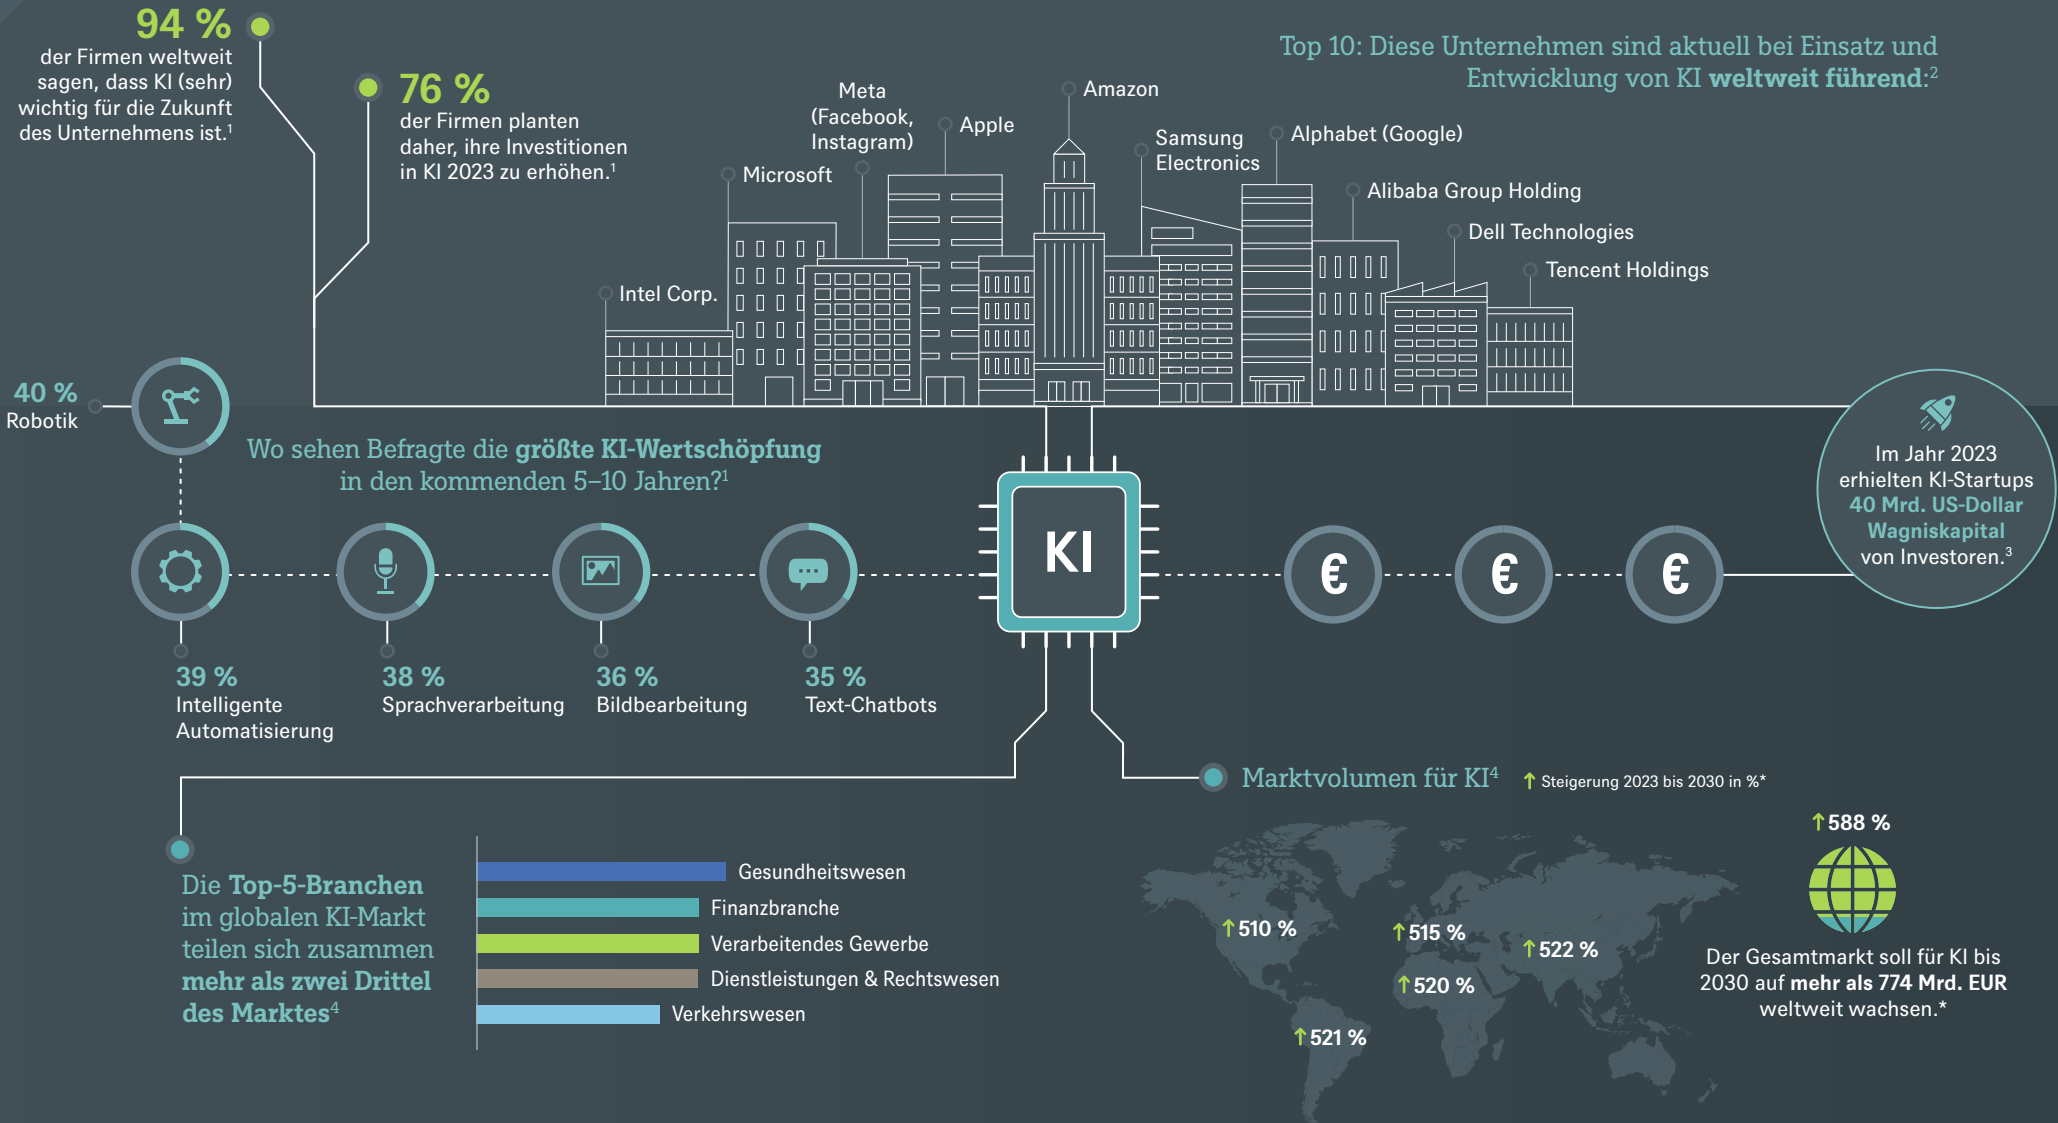 94 %
der Firmen weltweit
sagen, dass KI (sehr)
wichtig für die Zukunft
des Unternehmens ist.¹
76 %
der Firmen planten
daher, ihre Investitionen
in KI 2023 zu erhöhen.¹
Top 10: Diese Unternehmen sind aktuell bei Einsatz und
Entwicklung von KI weltweit führend:²
Intel Corp.
Microsoft
Meta
(Facebook,
Instagram)
Apple
Amazon
Samsung
Electronics
Alphabet (Google)
Alibaba Group Holding
Dell Technologies
Tencent Holdings
40 %
Robotik
Wo sehen Befragte die größte KI-Wertschöpfung
in den kommenden 5–10 Jahren?¹
39 %
Intelligente
Automatisierung
38 %
Sprachverarbeitung
36 %
Bildbearbeitung
35 %
Text-Chatbots
KI
€
€
€
Im Jahr 2023
erhielten KI-Startups
40 Mrd. US-Dollar
Wagniskapital
von Investoren.³
Die Top-5-Branchen
im globalen KI-Markt
teilen sich zusammen
mehr als zwei Drittel
des Marktes⁴
Gesundheitswesen
Finanzbranche
Verarbeitendes Gewerbe
Dienstleistungen & Rechtswesen
Verkehrswesen
Marktvolumen für KI⁴
↑ Steigerung 2023 bis 2030 in %*
↑510 %
↑515 %
↑522 %
↑520 %
↑521 %
↑588 %
Der Gesamtmarkt soll für KI bis
2030 auf mehr als 774 Mrd. EUR
weltweit wachsen.*